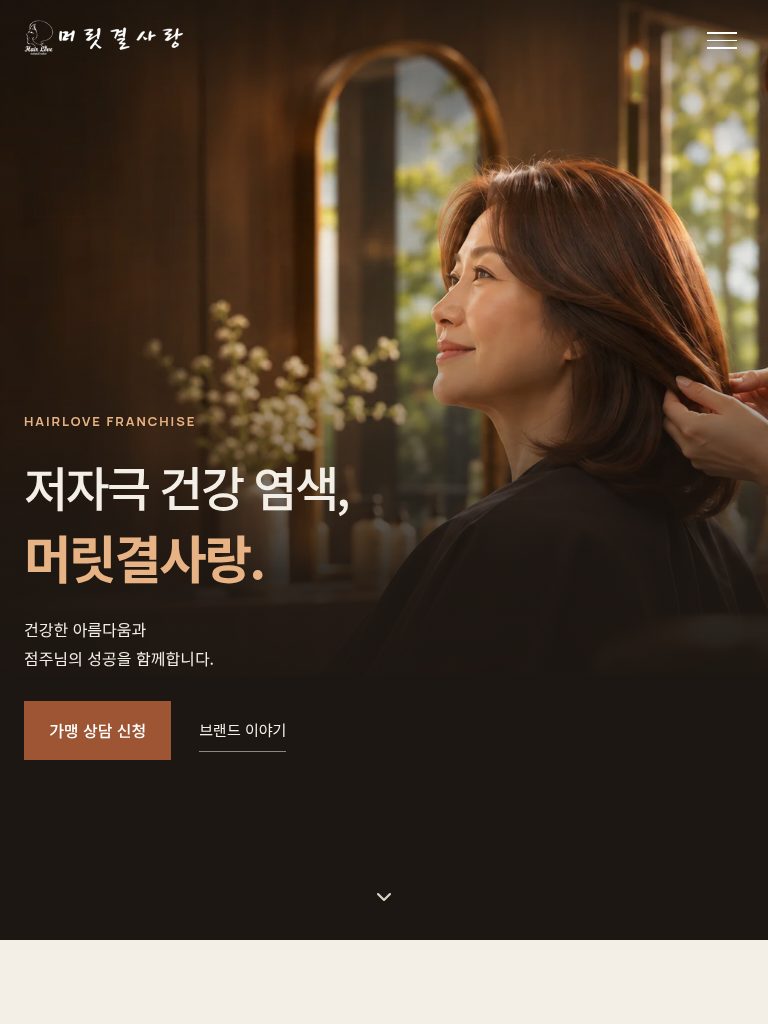 Hair Love
머릿결사랑
HAIRLOVE FRANCHISE
저자극 건강 염색,
머릿결사랑.
건강한 아름다움과
점주님의 성공을 함께합니다.
가맹 상담 신청
브랜드 이야기